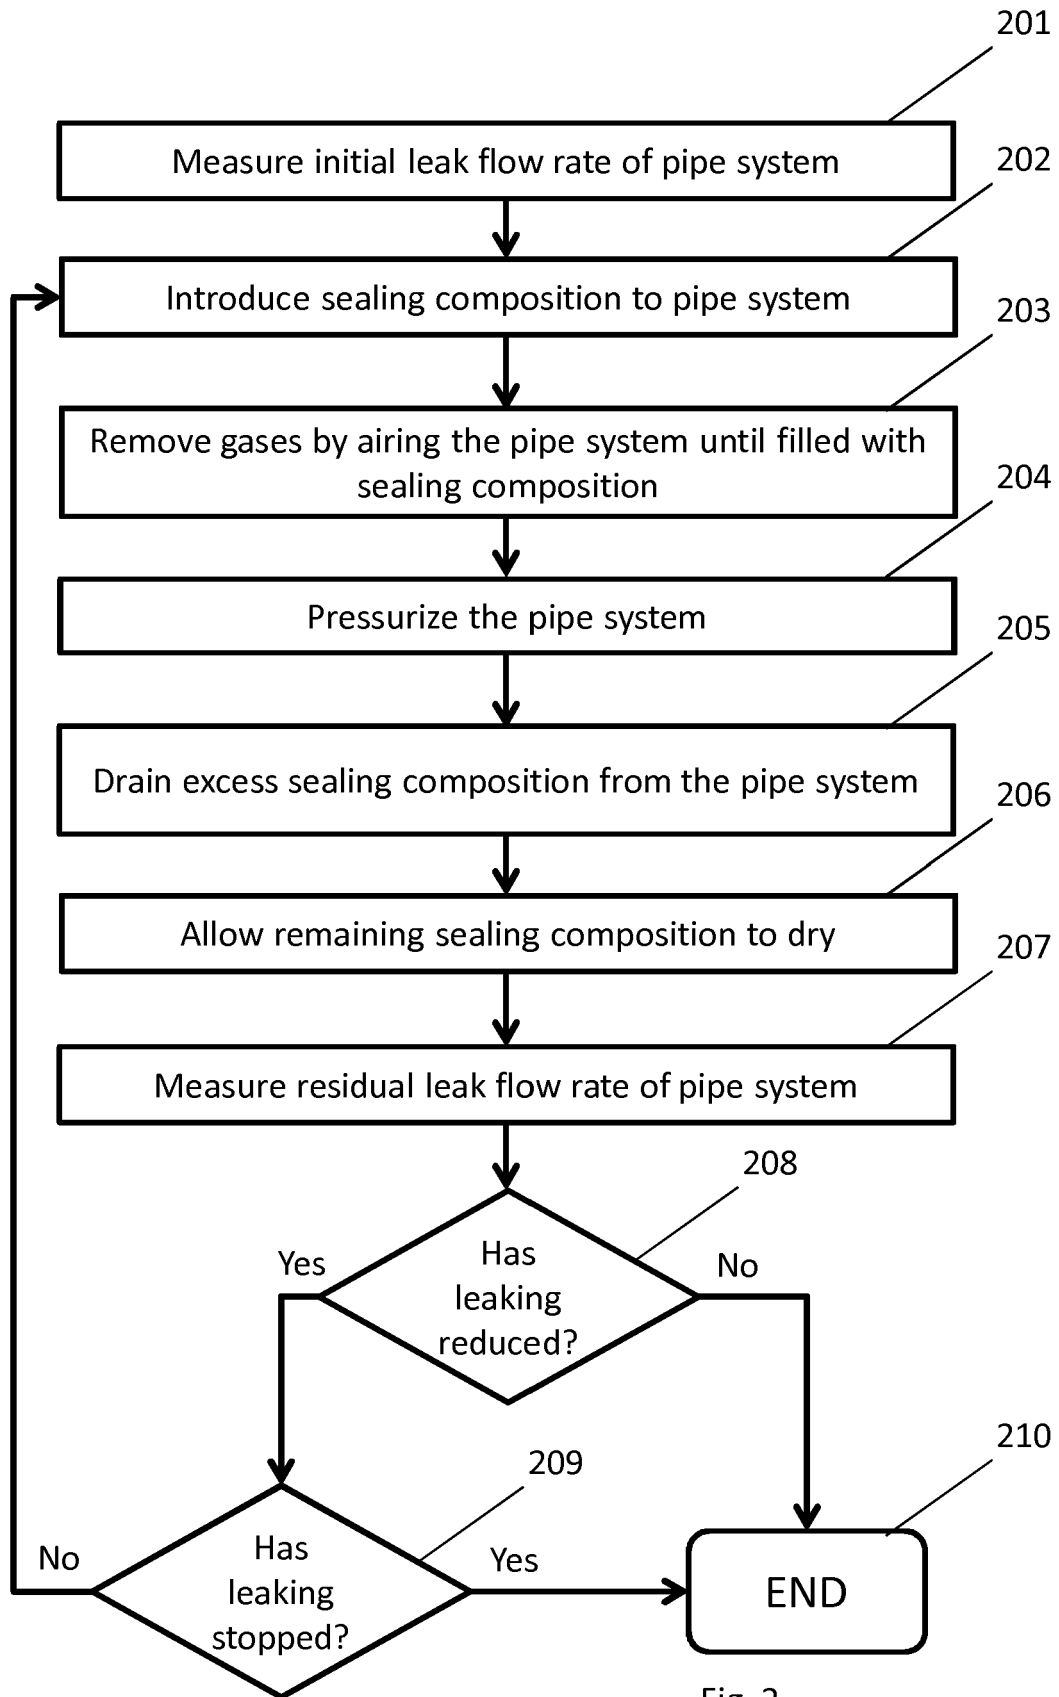 201
Measure initial leak flow rate of pipe system
202
Introduce sealing composition to pipe system
203
Remove gases by airing the pipe system until filled with
sealing composition
204
Pressurize the pipe system
205
Drain excess sealing composition from the pipe system
206
Allow remaining sealing composition to dry
207
Measure residual leak flow rate of pipe system
208
Yes
Has
leaking
reduced?
No
210
209
No
Has
leaking
stopped?
Yes
END
Fig.